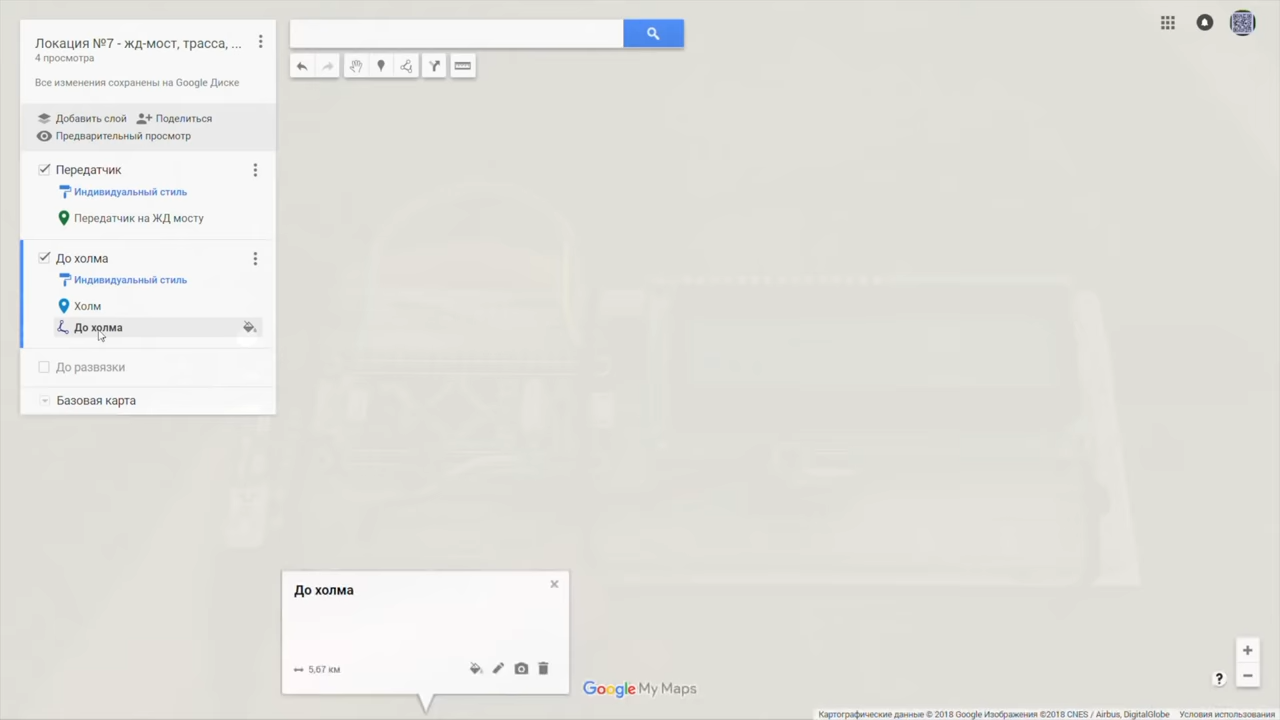 Локация №7 - жд-мост, трасса, ...
4 просмотра
Все изменения сохранены на Google Диске
Добавить слой Поделиться
Предварительный просмотр
Передатчик
Индивидуальный стиль
Передатчик на ЖД мосту
До холма
Индивидуальный стиль
Холм
До холма
До развязки
Базовая карта
До холма
5,67 км
Google My Maps
?
Картографические данные © 2018 Google Изображения ©2018 CNES / Airbus, DigitalGlobe Условия использования